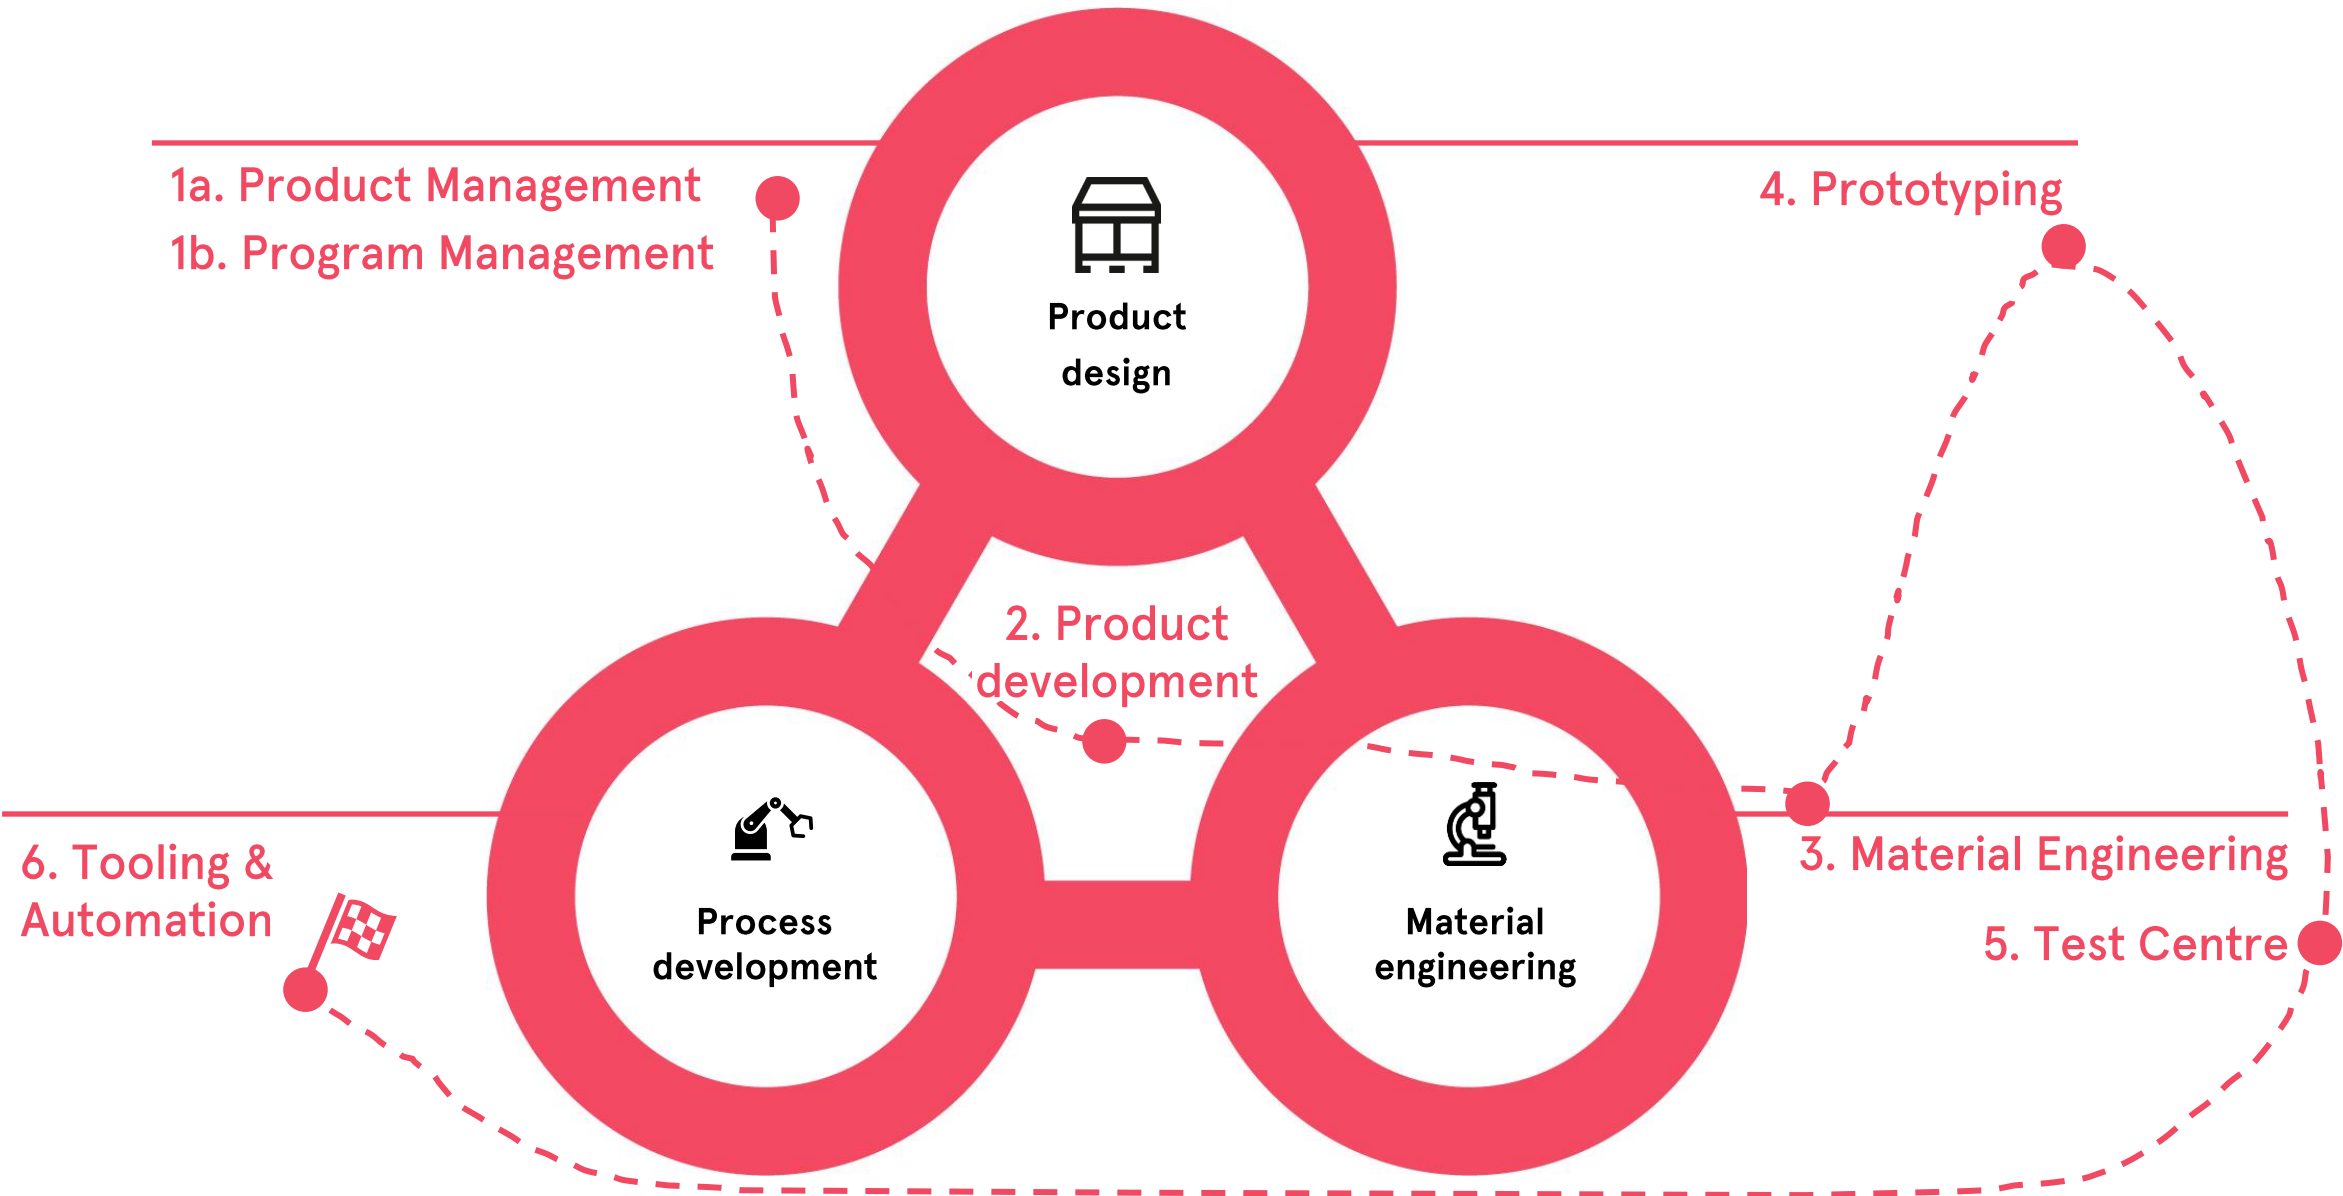 1a. Product Management
1b. Program Management
4. Prototyping
Product
design
2. Product
development
6. Tooling &
Automation
Process
development
Material
engineering
3. Material Engineering
5. Test Centre